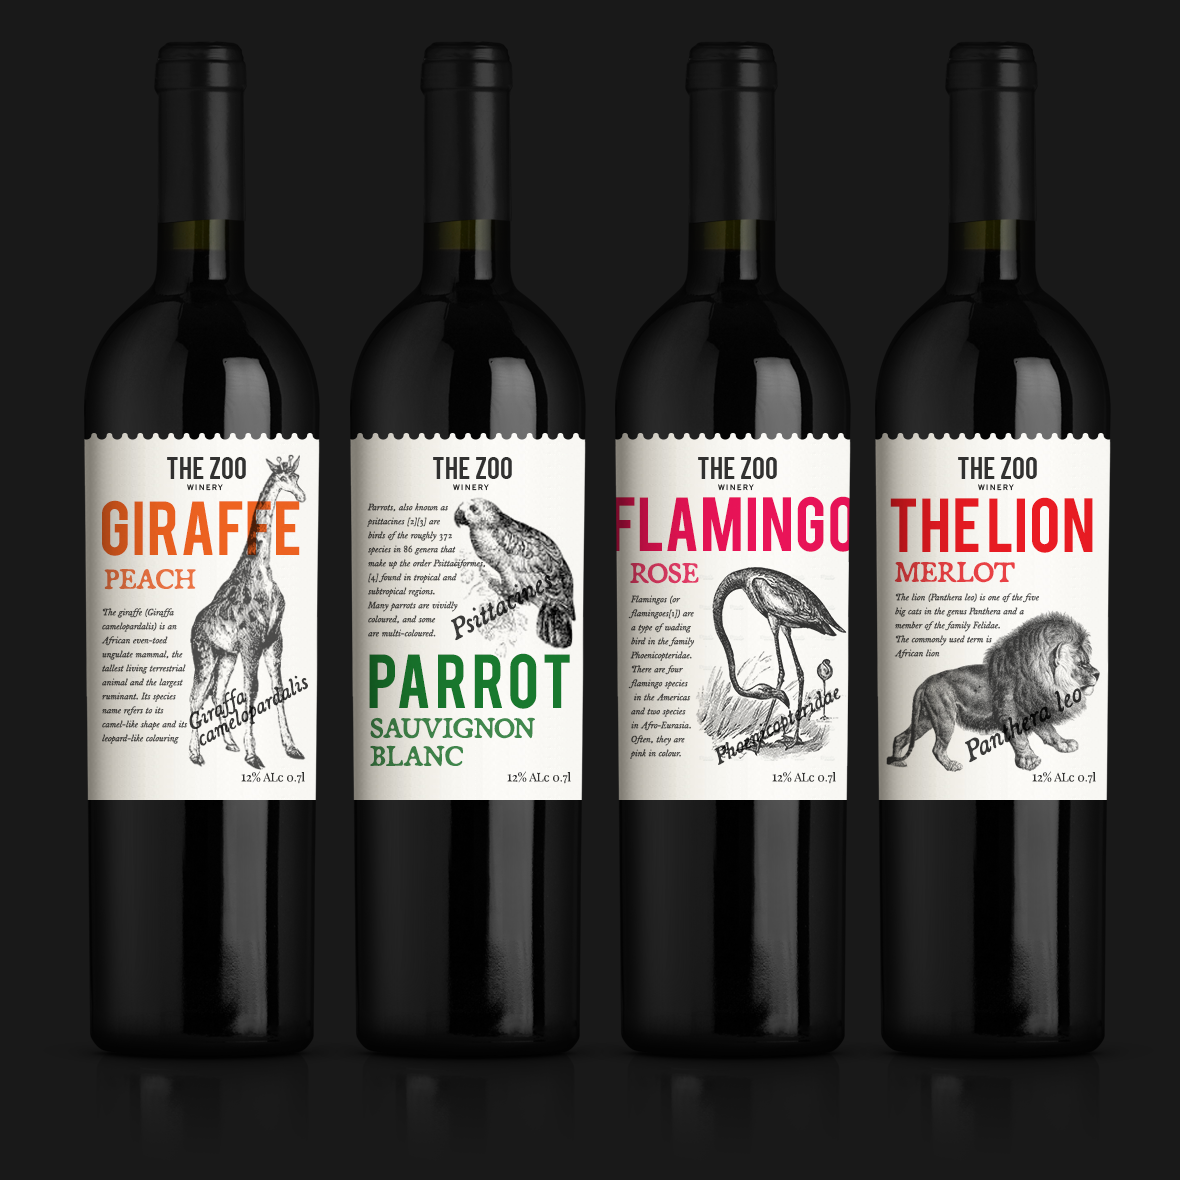 THE ZOO
WINERY
GIRAFFE
PEACH
The giraffe (Giraffa
camelopardalis) is an
African even-toed
ungulate mammal, the
tallest living terrestrial
animal and the largest
ruminant. Its species
name refers to its
camel-like shape and its
leopard-like colouring
Giraffa
camelopardalis
12% ALc 0.7l
THE ZOO
WINERY
Parrots, also known as
psittacines [2][3] are
birds of the roughly 372
species in 86 genera that
make up the order Psittaciformes,
[4] found in tropical and
subtropical regions.
Many parrots are vividly
coloured, and some
are multi-coloured.
Psittacines
PARROT
SAUVIGNON
BLANC
12% ALc 0.7l
THE ZOO
WINERY
FLAMINGO
ROSE
Flamingos (or
flamingoes[1]) are
a type of wading
bird in the family
Phoenicopteridae.
There are four
flamingo species
in the Americas
and two species
in Afro-Eurasia.
Often, they are
pink in colour.
Phoenicopteridae
12% ALc 0.7l
THE ZOO
WINERY
THE LION
MERLOT
The lion (Panthera leo) is one of the five
big cats in the genus Panthera and a
member of the family Felidae.
The commonly used term is
African lion
Panthera leo
12% ALc 0.7l